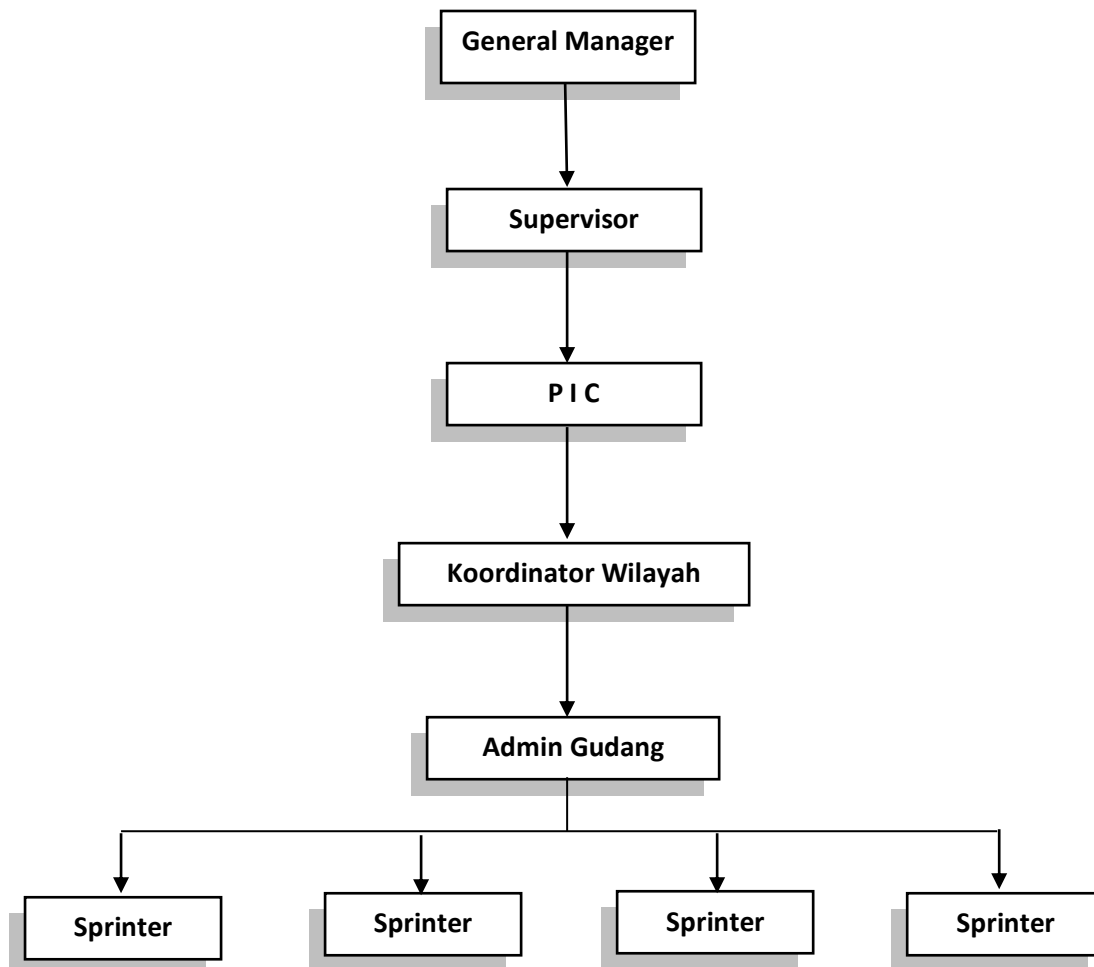 General Manager
Supervisor
P I C
Koordinator Wilayah
Admin Gudang
Sprinter
Sprinter
Sprinter
Sprinter